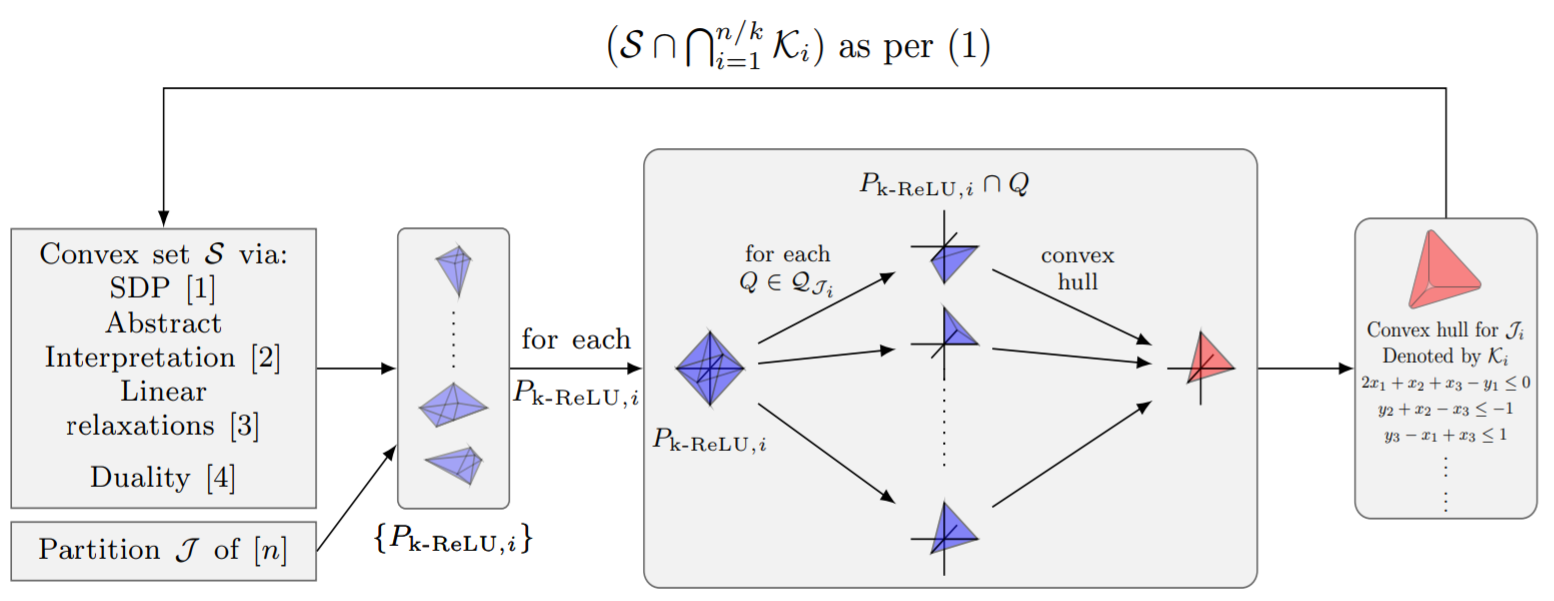 (𝒮 ∩ ⋂_{i=1}^{n/k} 𝒦_i) as per (1)
Convex set 𝒮 via:
SDP [1]
Abstract
Interpretation [2]
Linear
relaxations [3]
Duality [4]
Partition 𝒥 of [n]
{P_{k-ReLU,i}}
for each
P_{k-ReLU,i}
P_{k-ReLU,i} ∩ Q
for each
Q ∈ 𝒬_{𝒥_i}
convex
hull
P_{k-ReLU,i}
Convex hull for 𝒥_i
Denoted by 𝒦_i
2x_1 + x_2 + x_3 − y_1 ≤ 0
y_2 + x_2 − x_3 ≤ −1
y_3 − x_1 + x_3 ≤ 1